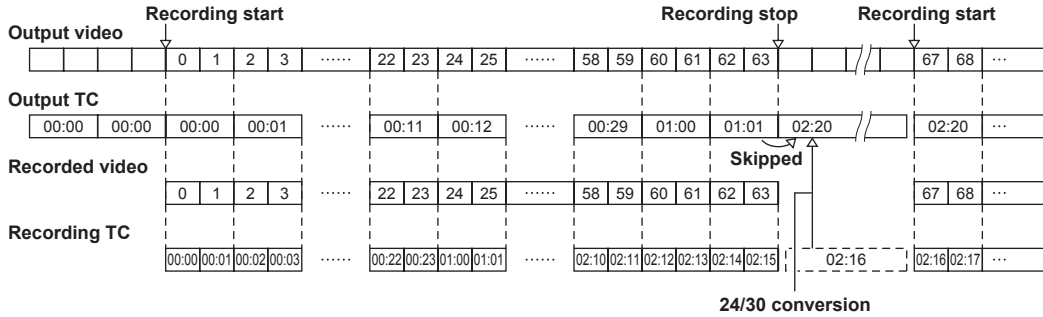 Recording start Recording stop Recording start
Output video
0 1 2 3 ······ 22 23 24 25 ······ 58 59 60 61 62 63 67 68 ···
Output TC
00:00 00:00 00:00 00:01 ······ 00:11 00:12 ······ 00:29 01:00 01:01 02:20 02:20 ···
Skipped
Recorded video
0 1 2 3 ······ 22 23 24 25 ······ 58 59 60 61 62 63 67 68 ···
Recording TC
00:00 00:01 00:02 00:03 ······ 00:22 00:23 01:00 01:01 ······ 02:10 02:11 02:12 02:13 02:14 02:15 02:16 02:16 02:17 ···
24/30 conversion